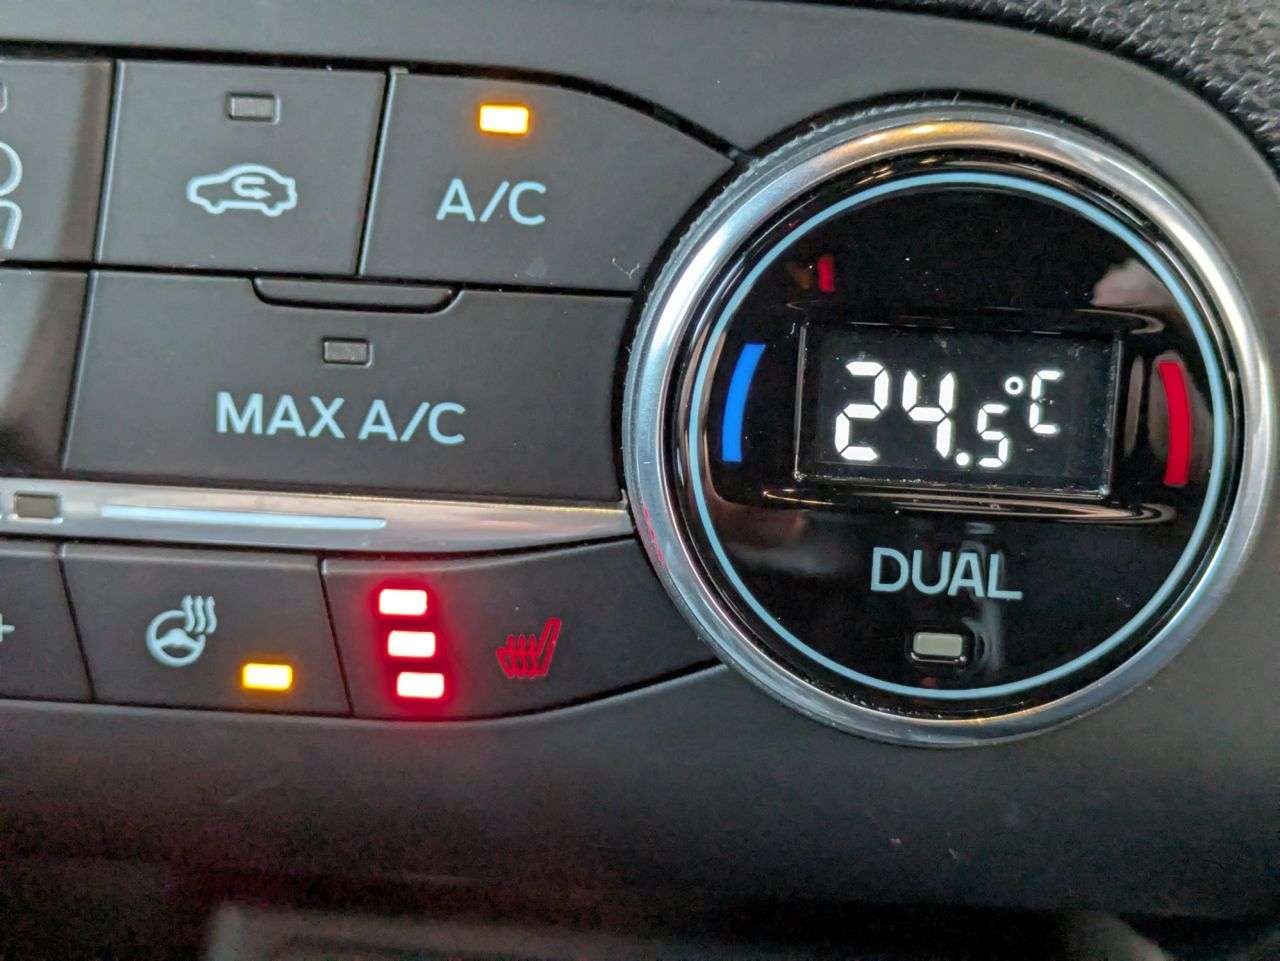 A/C
MAX A/C
24.5°C
DUAL
+